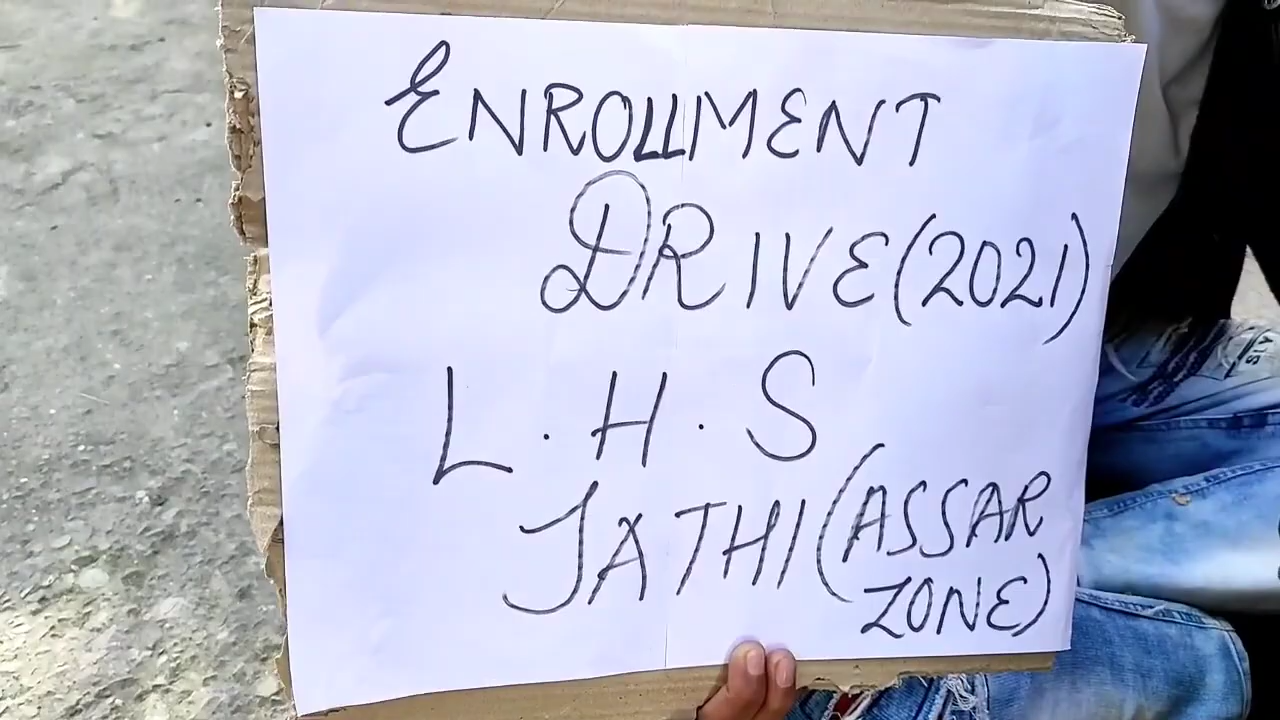 ENROLLMENT
DRIVE (2021)
L.H.S
JATHI (ASSAR
ZONE)